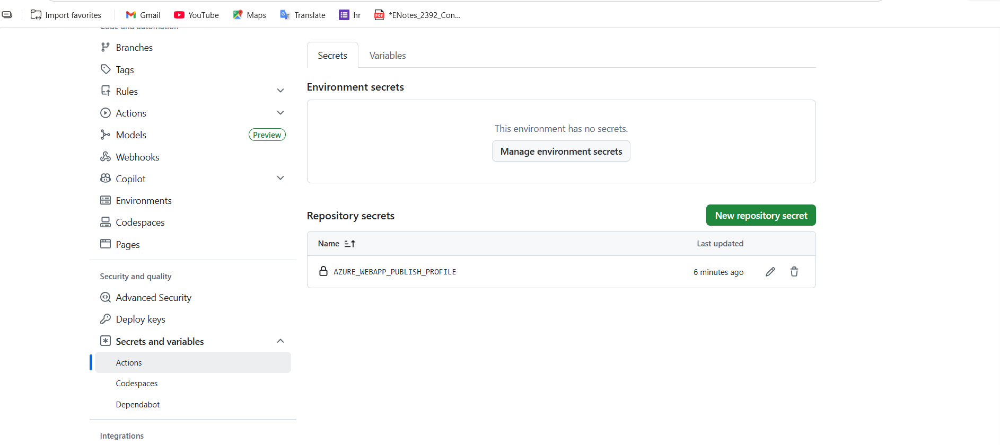 Import favorites
Gmail
YouTube
Maps
Translate
hr
*ENotes_2392_Con...
Code and automation
Branches
Tags
Rules
Actions
Models
Preview
Webhooks
Copilot
Environments
Codespaces
Pages
Security and quality
Advanced Security
Deploy keys
Secrets and variables
Actions
Codespaces
Dependabot
Integrations
Secrets
Variables
Environment secrets
This environment has no secrets.
Manage environment secrets
Repository secrets
New repository secret
Name
Last updated
AZURE_WEBAPP_PUBLISH_PROFILE
6 minutes ago